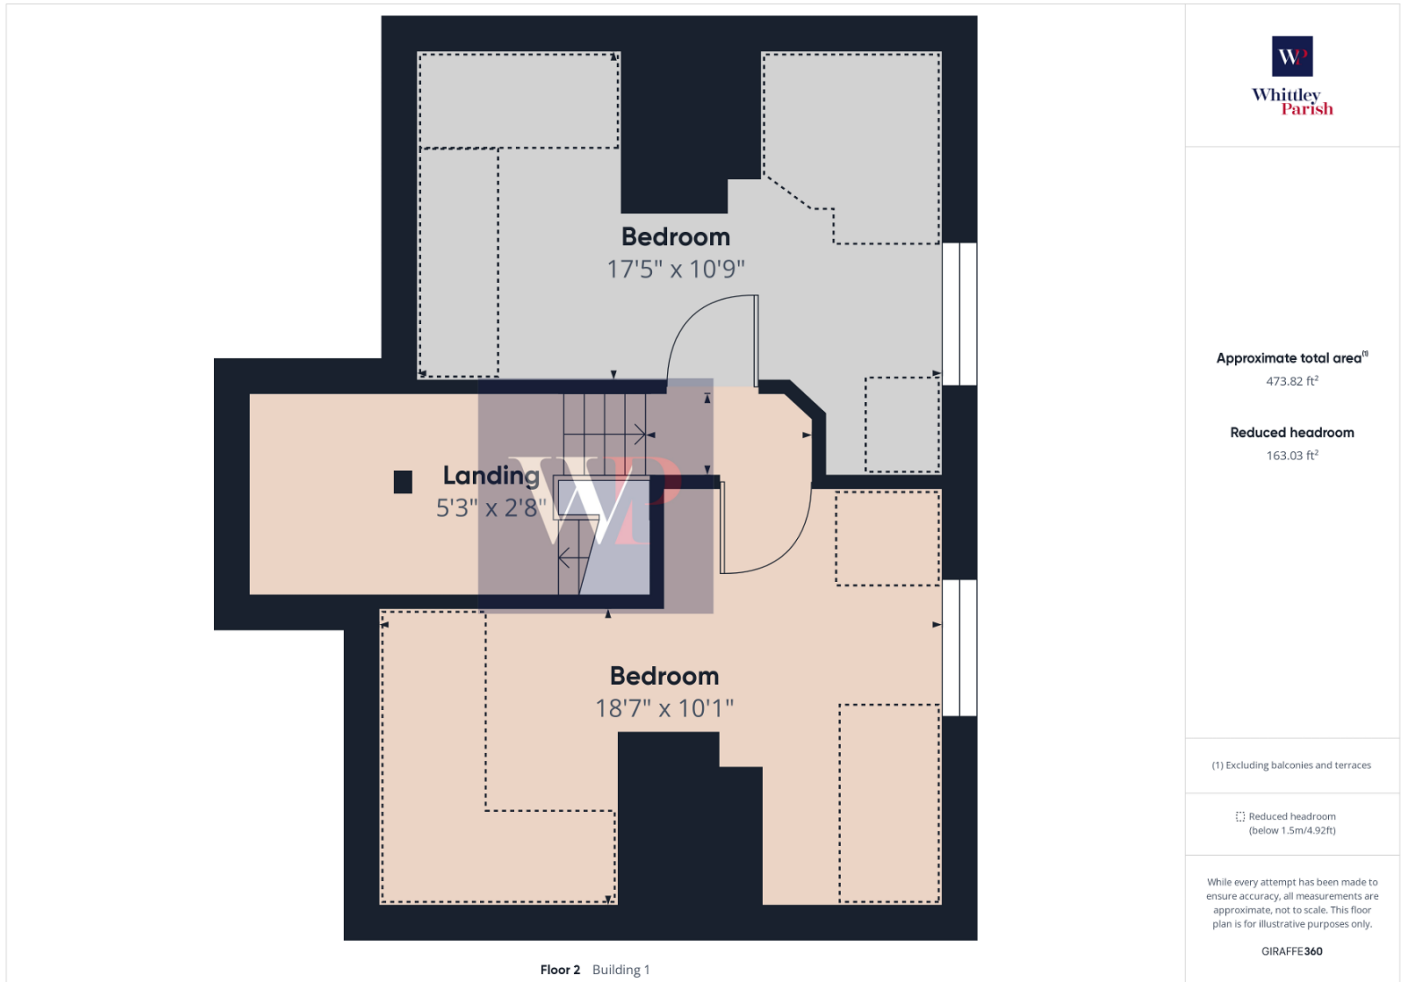 Bedroom
17'5" x 10'9"
Landing
5'3" x 2'8"
WP
Bedroom
18'7" x 10'1"
Floor 2 Building 1
WP
Whittley
Parish
Approximate total area(1)
473.82 ft²
Reduced headroom
163.03 ft²
(1) Excluding balconies and terraces
Reduced headroom
(below 1.5m/4.92ft)
While every attempt has been made to
ensure accuracy, all measurements are
approximate, not to scale. This floor
plan is for illustrative purposes only.
GIRAFFE360